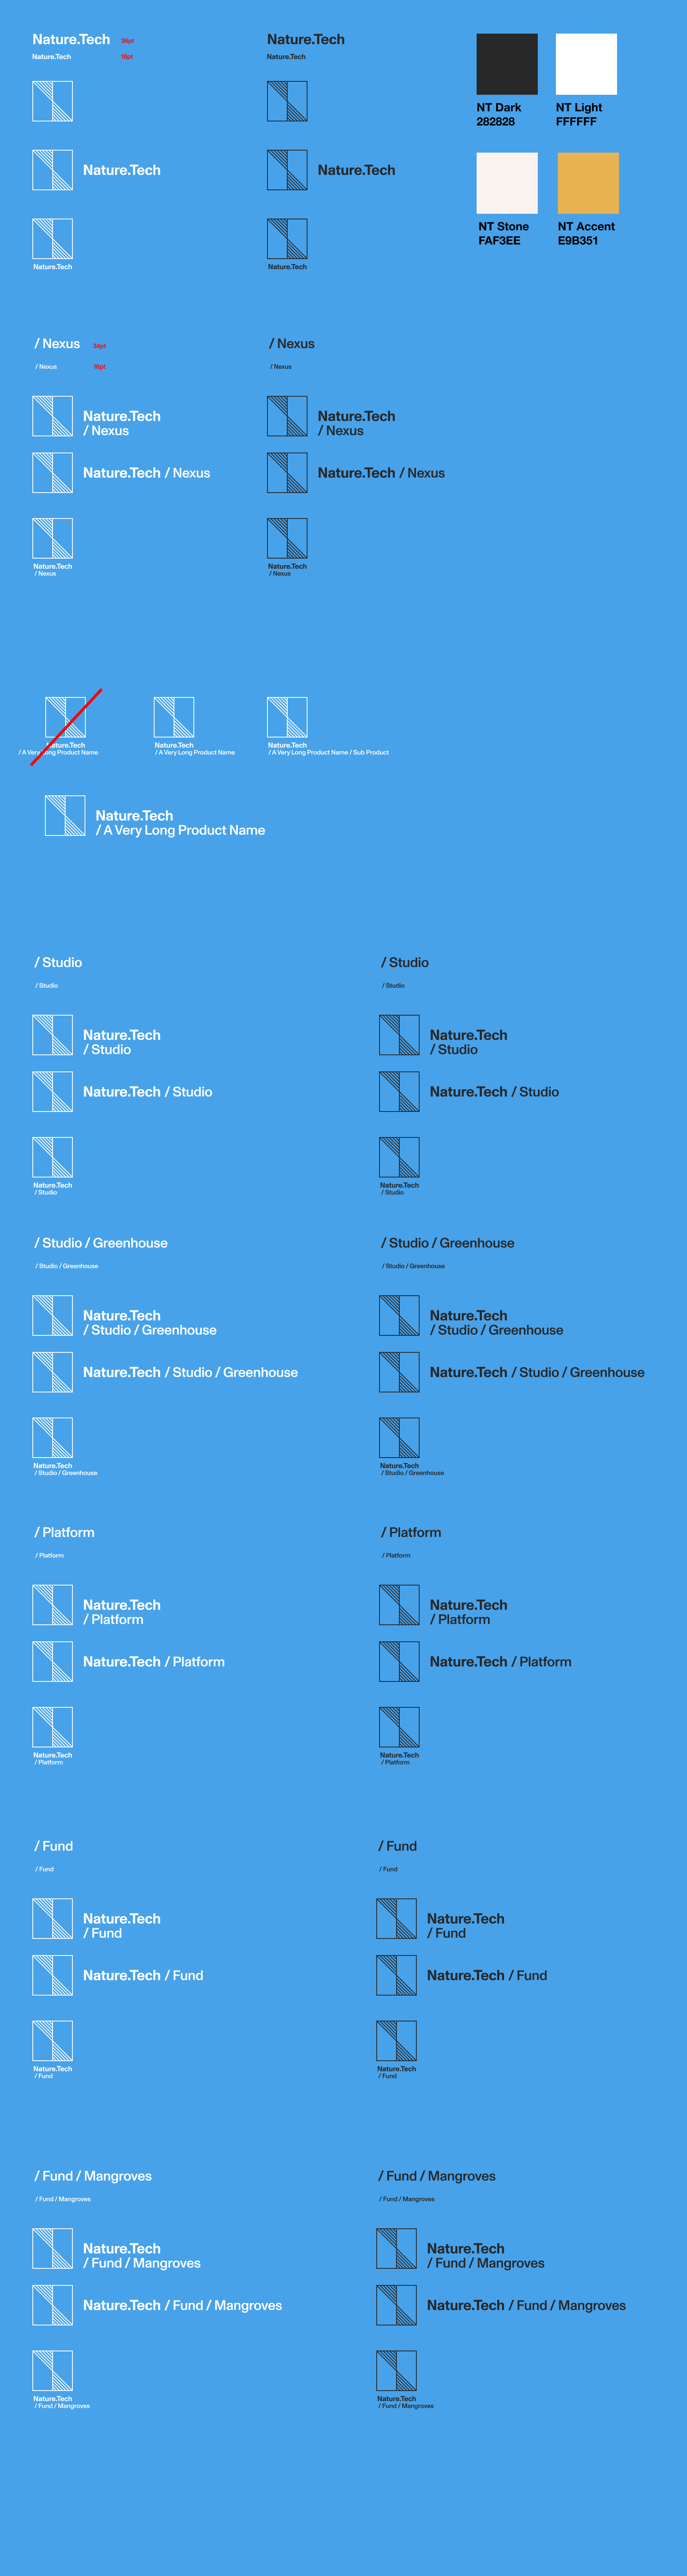 Nature.Tech
36pt
Nature.Tech
16pt
Nature.Tech
Nature.Tech
Nature.Tech
Nature.Tech
Nature.Tech
Nature.Tech
NT Dark
282828
NT Light
FFFFFF
NT Stone
FAF3EE
NT Accent
E9B351
/ Nexus
34pt
/ Nexus
16pt
/ Nexus
/ Nexus
Nature.Tech
/ Nexus
Nature.Tech
/ Nexus
Nature.Tech / Nexus
Nature.Tech / Nexus
Nature.Tech
/ Nexus
Nature.Tech
/ Nexus
Nature.Tech
/ A Very Long Product Name
Nature.Tech
/ A Very Long Product Name
Nature.Tech
/ A Very Long Product Name / Sub Product
Nature.Tech
/ A Very Long Product Name
/ Studio
/ Studio
/ Studio
/ Studio
Nature.Tech
/ Studio
Nature.Tech
/ Studio
Nature.Tech / Studio
Nature.Tech / Studio
Nature.Tech
/ Studio
Nature.Tech
/ Studio
/ Studio / Greenhouse
/ Studio / Greenhouse
/ Studio / Greenhouse
/ Studio / Greenhouse
Nature.Tech
/ Studio / Greenhouse
Nature.Tech
/ Studio / Greenhouse
Nature.Tech / Studio / Greenhouse
Nature.Tech / Studio / Greenhouse
Nature.Tech
/ Studio / Greenhouse
Nature.Tech
/ Studio / Greenhouse
/ Platform
/ Platform
/ Platform
/ Platform
Nature.Tech
/ Platform
Nature.Tech
/ Platform
Nature.Tech / Platform
Nature.Tech / Platform
Nature.Tech
/ Platform
Nature.Tech
/ Platform
/ Fund
/ Fund
/ Fund
/ Fund
Nature.Tech
/ Fund
Nature.Tech
/ Fund
Nature.Tech / Fund
Nature.Tech / Fund
Nature.Tech
/ Fund
Nature.Tech
/ Fund
/ Fund / Mangroves
/ Fund / Mangroves
/ Fund / Mangroves
/ Fund / Mangroves
Nature.Tech
/ Fund / Mangroves
Nature.Tech
/ Fund / Mangroves
Nature.Tech / Fund / Mangroves
Nature.Tech / Fund / Mangroves
Nature.Tech
/ Fund / Mangroves
Nature.Tech
/ Fund / Mangroves